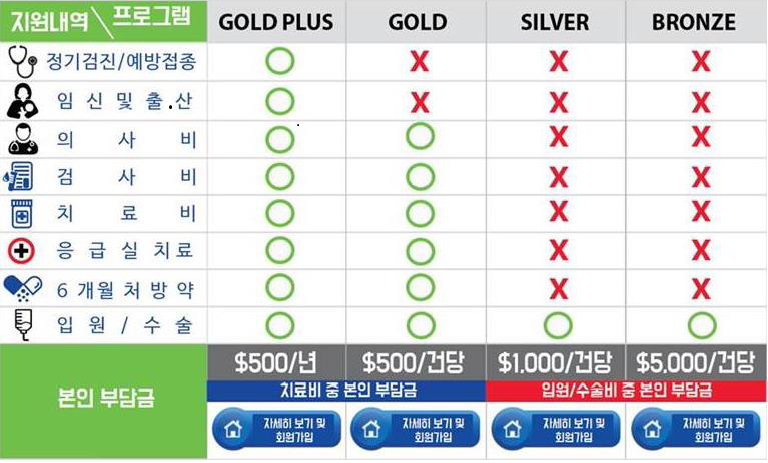 지원내역 \ 프로그램 GOLD PLUS GOLD SILVER BRONZE
정기검진/예방접종 O X X X
임 신 및 출.산 O X X X
의 사 비 O O X X
검 사 비 O O X X
치 료 비 O O X X
응 급 실 치 료 O O X X
6 개 월 처 방 약 O O X X
입 원 / 수 술 O O O O
본인 부담금 $500/년 $500/건당 $1.000/건당 $5.000/건당
치료비 중 본인 부담금 입원/수술비 중 본인 부담금
자세히 보기 및 자세히 보기 및 자세히 보기 및 자세히 보기 및
회원가입 회원가입 회원가입 회원가입